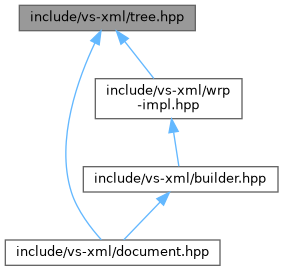 include/vs-xml/tree.hpp
include/vs-xml/wrp
-impl.hpp
include/vs-xml/builder.hpp
include/vs-xml/document.hpp